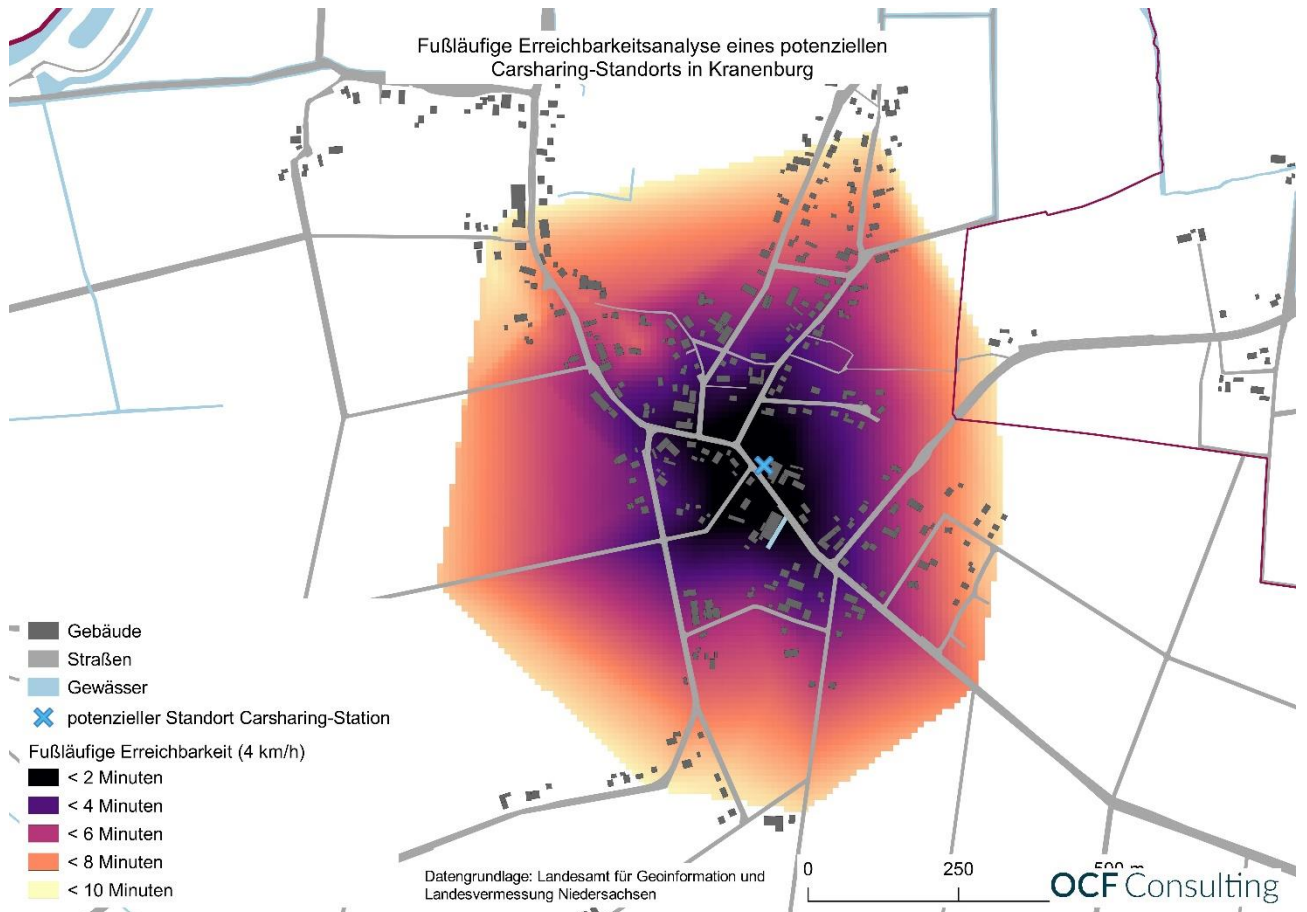 Fußläufige Erreichbarkeitsanalyse eines potenziellen
Carsharing-Standorts in Kranenburg
Gebäude
Straßen
Gewässer
potenzieller Standort Carsharing-Station
Fußläufige Erreichbarkeit (4 km/h)
< 2 Minuten
< 4 Minuten
< 6 Minuten
< 8 Minuten
< 10 Minuten
Datengrundlage: Landesamt für Geoinformation und
Landesvermessung Niedersachsen
0 250 500 m
OCF Consulting